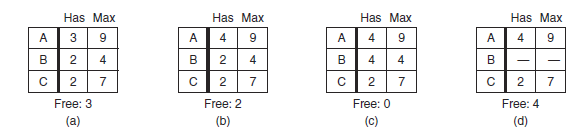 Has Max
A 3 9
B 2 4
C 2 7
Free: 3
(a)
Has Max
A 4 9
B 2 4
C 2 7
Free: 2
(b)
Has Max
A 4 9
B 4 4
C 2 7
Free: 0
(c)
Has Max
A 4 9
B — —
C 2 7
Free: 4
(d)